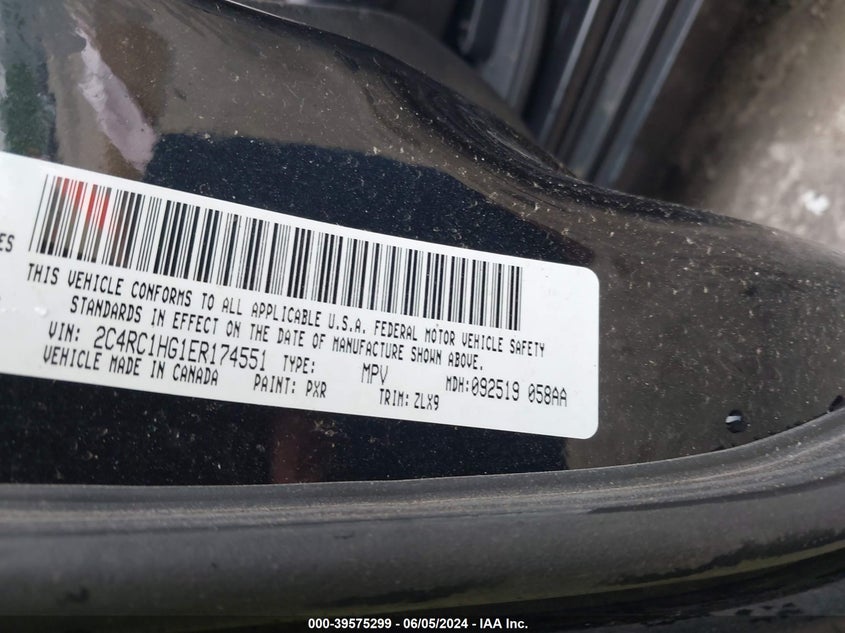 ES
THIS VEHICLE CONFORMS TO ALL APPLICABLE U.S.A. FEDERAL MOTOR VEHICLE SAFETY
STANDARDS IN EFFECT ON THE DATE OF MANUFACTURE SHOWN ABOVE.
VIN: 2C4RC1HG1ER174551 TYPE: MPV MDH:092519 058AA
VEHICLE MADE IN CANADA PAINT: PXR TRIM: ZLX9
000-39575299 - 06/05/2024 - IAA Inc.